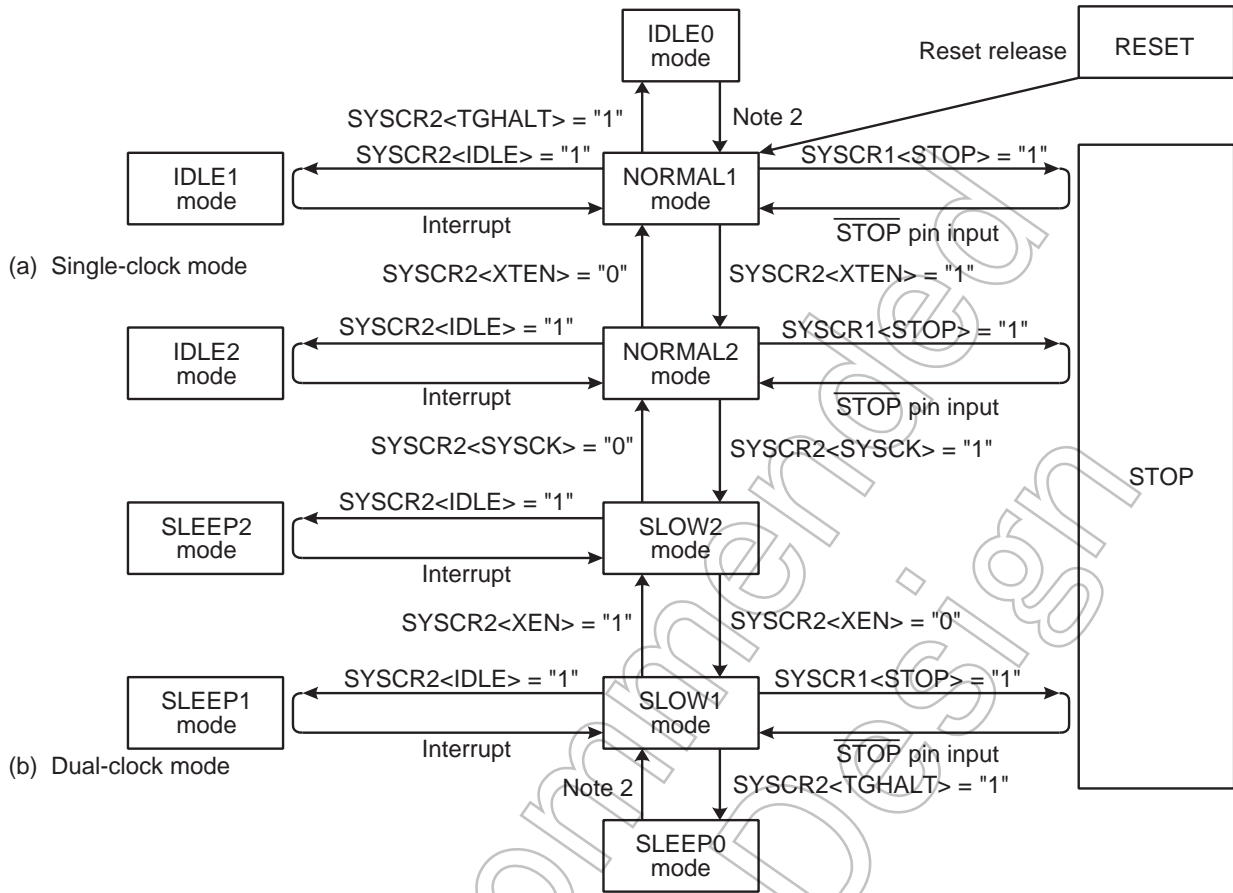 IDLE0
mode
Reset release
RESET
SYSCR2<TGHALT> = "1"
Note 2
IDLE1
mode
SYSCR2<IDLE> = "1"
Interrupt
NORMAL1
mode
SYSCR1<STOP> = "1"
STOP pin input
(a) Single-clock mode
SYSCR2<XTEN> = "0"
SYSCR2<XTEN> = "1"
IDLE2
mode
SYSCR2<IDLE> = "1"
Interrupt
NORMAL2
mode
SYSCR1<STOP> = "1"
STOP pin input
SYSCR2<SYSCK> = "0"
SYSCR2<SYSCK> = "1"
STOP
SLEEP2
mode
SYSCR2<IDLE> = "1"
Interrupt
SLOW2
mode
SYSCR2<XEN> = "1"
SYSCR2<XEN> = "0"
SLEEP1
mode
SYSCR2<IDLE> = "1"
Interrupt
SLOW1
mode
SYSCR1<STOP> = "1"
STOP pin input
(b) Dual-clock mode
Note 2
SYSCR2<TGHALT> = "1"
SLEEP0
mode
ommended
Design